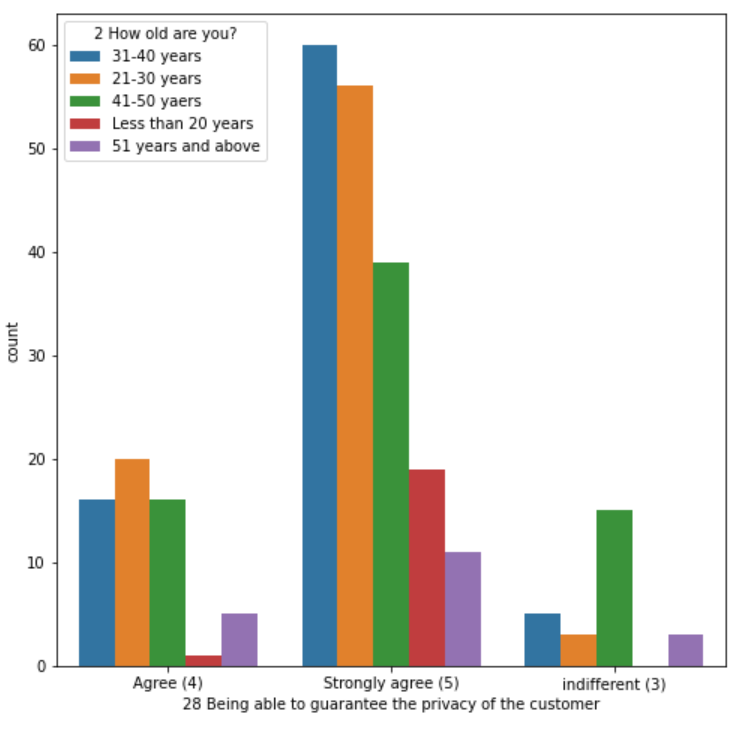 2 How old are you?
31-40 years
21-30 years
41-50 yaers
Less than 20 years
51 years and above
60
50
40
30
20
10
0
count
Agree (4)
Strongly agree (5)
indifferent (3)
28 Being able to guarantee the privacy of the customer